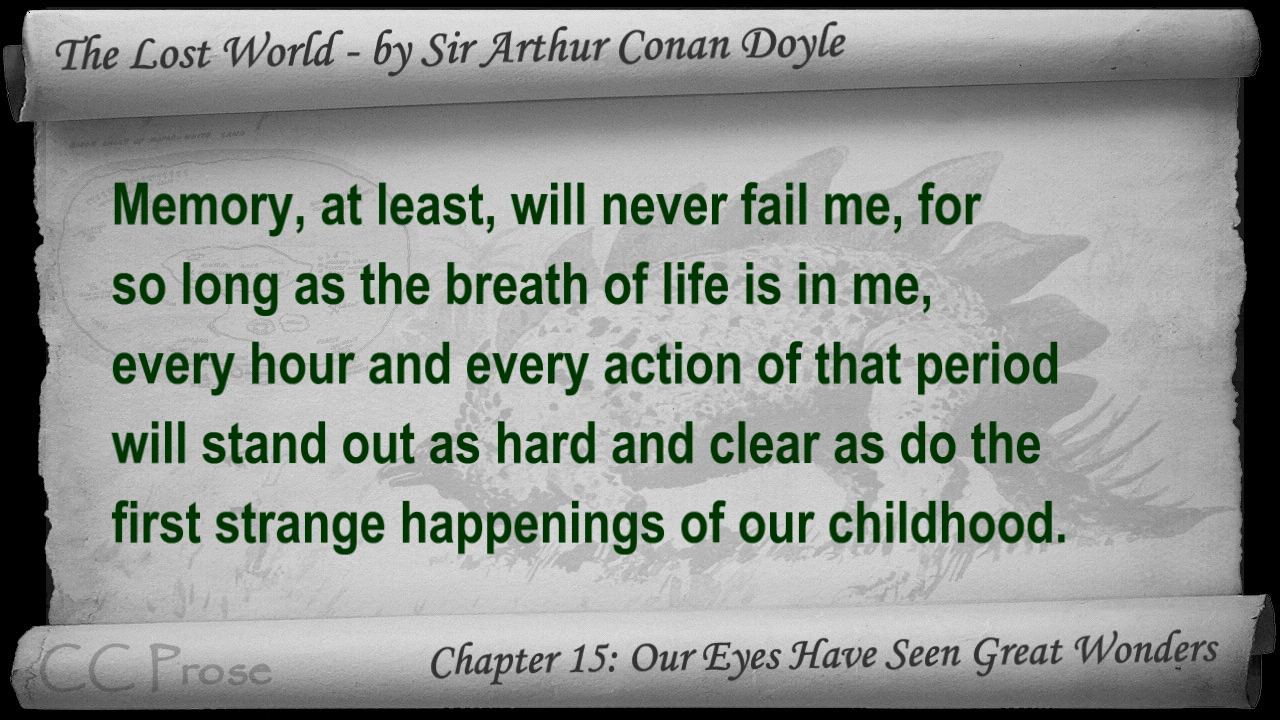 The Lost World - by Sir Arthur Conan Doyle
Memory, at least, will never fail me, for
so long as the breath of life is in me,
every hour and every action of that period
will stand out as hard and clear as do the
first strange happenings of our childhood.
CC Prose
Chapter 15: Our Eyes Have Seen Great Wonders